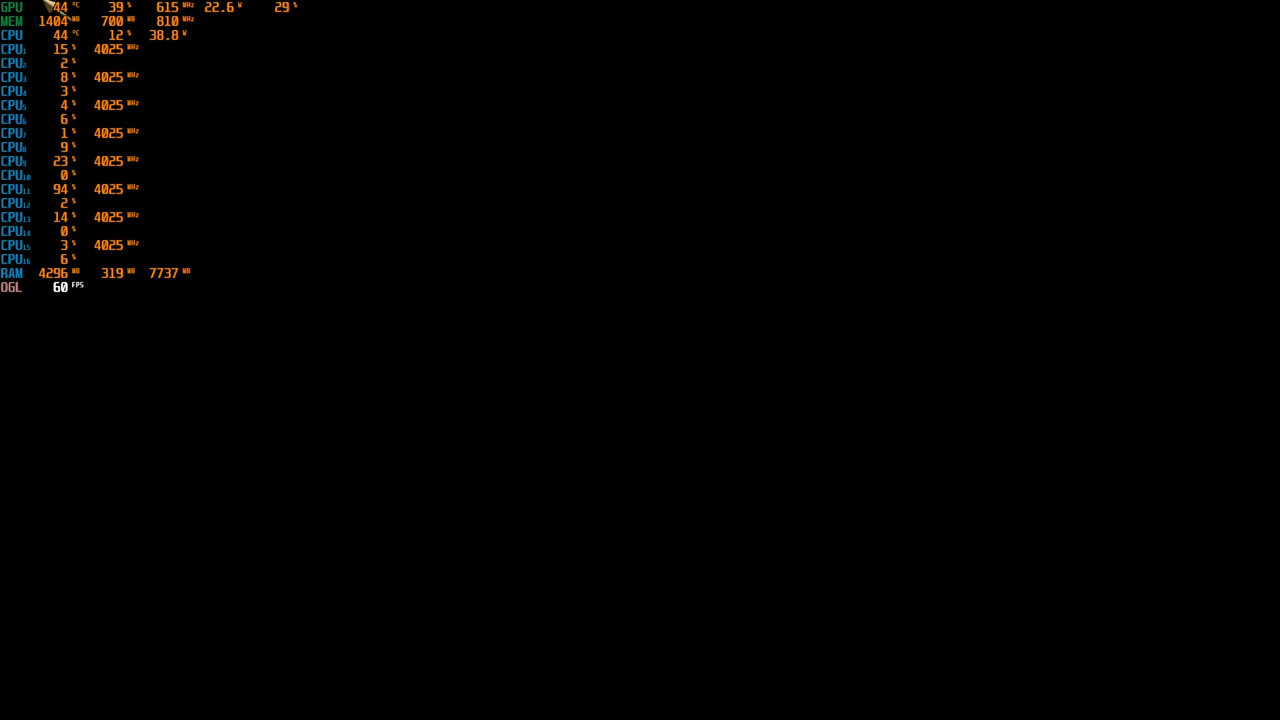 GPU 44 °C 39 % 615 MHz 22.6 W 29 %
MEM 1404 MB 700 MB 810 MHz
CPU 44 °C 12 % 38.8 W
CPU1 15 % 4025 MHz
CPU2 2 %
CPU3 8 % 4025 MHz
CPU4 3 %
CPU5 4 % 4025 MHz
CPU6 6 %
CPU7 1 % 4025 MHz
CPU8 9 %
CPU9 23 % 4025 MHz
CPU10 0 %
CPU11 94 % 4025 MHz
CPU12 2 %
CPU13 14 % 4025 MHz
CPU14 0 %
CPU15 3 % 4025 MHz
CPU16 6 %
RAM 4296 MB 319 MB 7737 MB
OGL 60 FPS